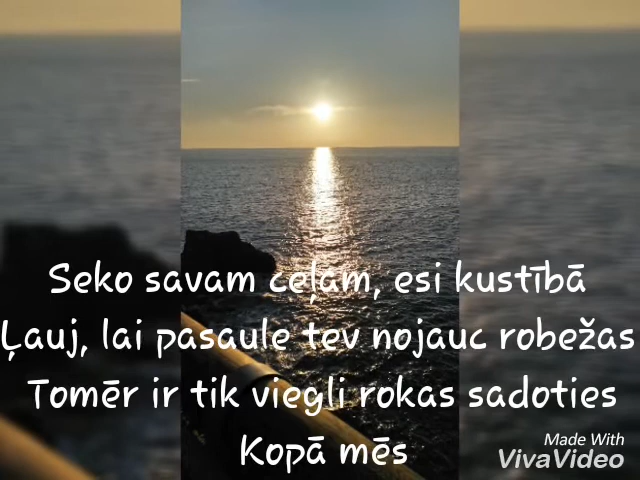 Seko savam ceļam, esi kustībā
Ļauj, lai pasaule tev nojauc robežas
Tomēr ir tik viegli rokas sadoties
Kopā mēs
Made With
VivaVideo